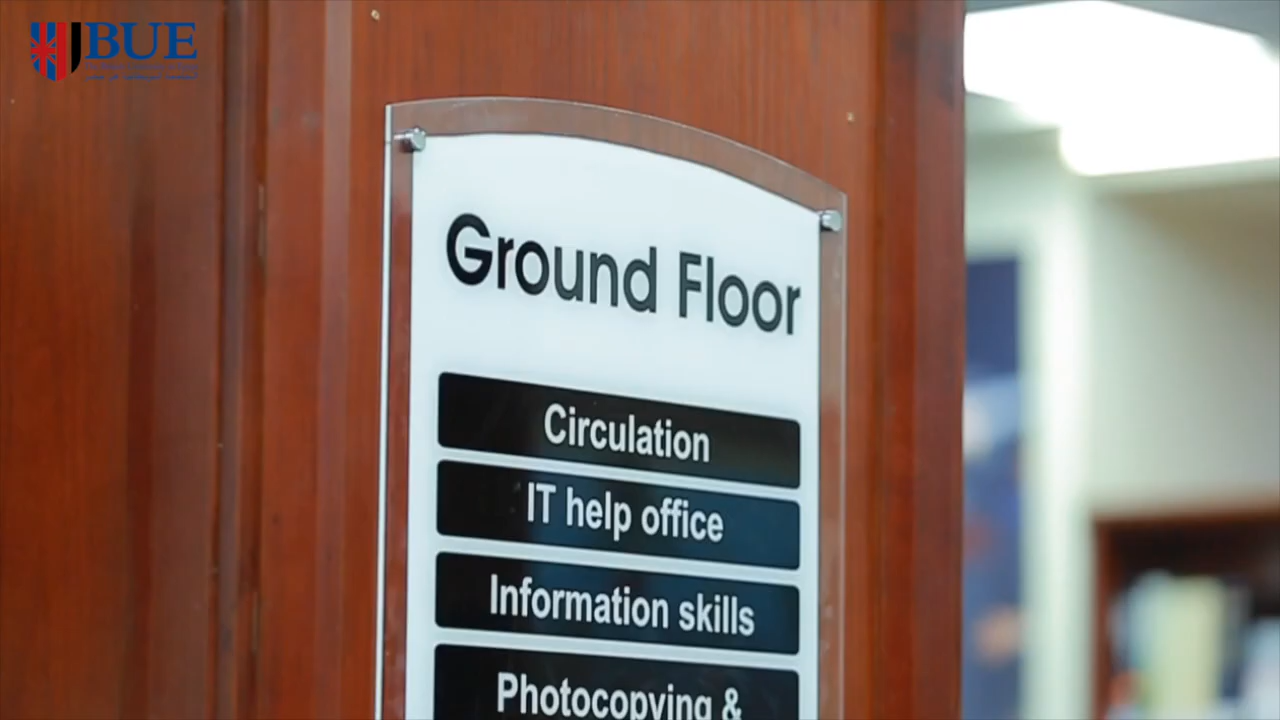 BUE
Ground Floor
Circulation
IT help office
Information skills
Photocopying &